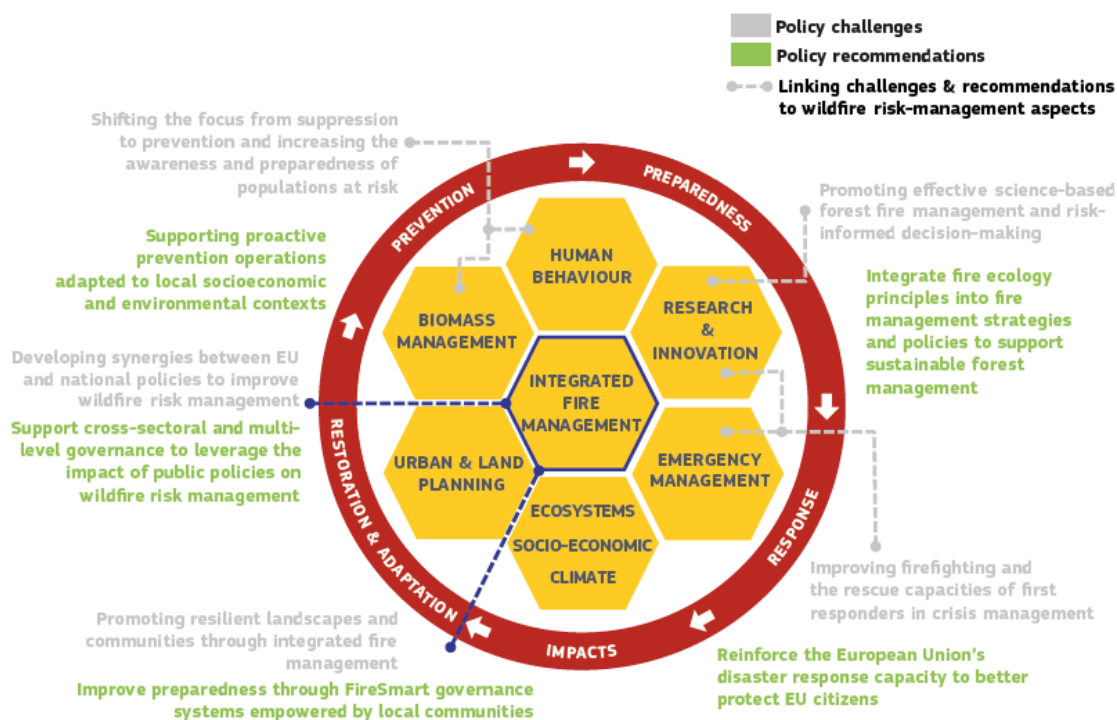 Policy challenges
Policy recommendations
Linking challenges & recommendations
to wildfire risk-management aspects
Shifting the focus from suppression
to prevention and increasing the
awareness and preparedness of
populations at risk
Supporting proactive
prevention operations
adapted to local socioeconomic
and environmental contexts
Developing synergies between EU
and national policies to improve
wildfire risk management
Support cross-sectoral and multi-
level governance to leverage the
impact of public policies on
wildfire risk management
Promoting resilient landscapes and
communities through integrated fire
management
Improve preparedness through FireSmart governance
systems empowered by local communities
PREVENTION
PREPAREDNESS
RESPONSE
IMPACTS
RESTORATION & ADAPTATION
HUMAN
BEHAVIOUR
BIOMASS
MANAGEMENT
RESEARCH
&
INNOVATION
INTEGRATED
FIRE
MANAGEMENT
URBAN & LAND
PLANNING
EMERGENCY
MANAGEMENT
ECOSYSTEMS
SOCIO-ECONOMIC
CLIMATE
Promoting effective science-based
forest fire management and risk-
informed decision-making
Integrate fire ecology
principles into fire
management strategies
and policies to support
sustainable forest
management
Improving firefighting and
the rescue capacities of first
responders in crisis management
Reinforce the European Union's
disaster response capacity to better
protect EU citizens